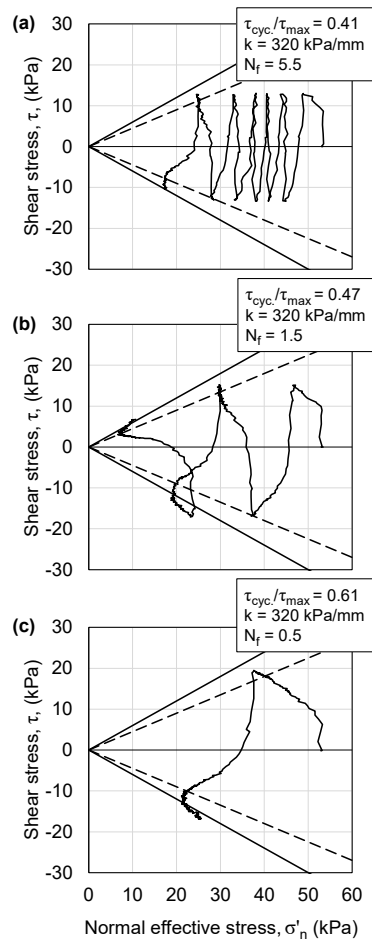 (a)
τcyc./τmax = 0.41
k = 320 kPa/mm
Nf = 5.5
Shear stress, τ, (kPa)
30
20
10
0
-10
-20
-30
(b)
τcyc./τmax = 0.47
k = 320 kPa/mm
Nf = 1.5
Shear stress, τ, (kPa)
30
20
10
0
-10
-20
-30
(c)
τcyc./τmax = 0.61
k = 320 kPa/mm
Nf = 0.5
Shear stress, τ, (kPa)
30
20
10
0
-10
-20
-30
0 10 20 30 40 50 60
Normal effective stress, σ'n (kPa)